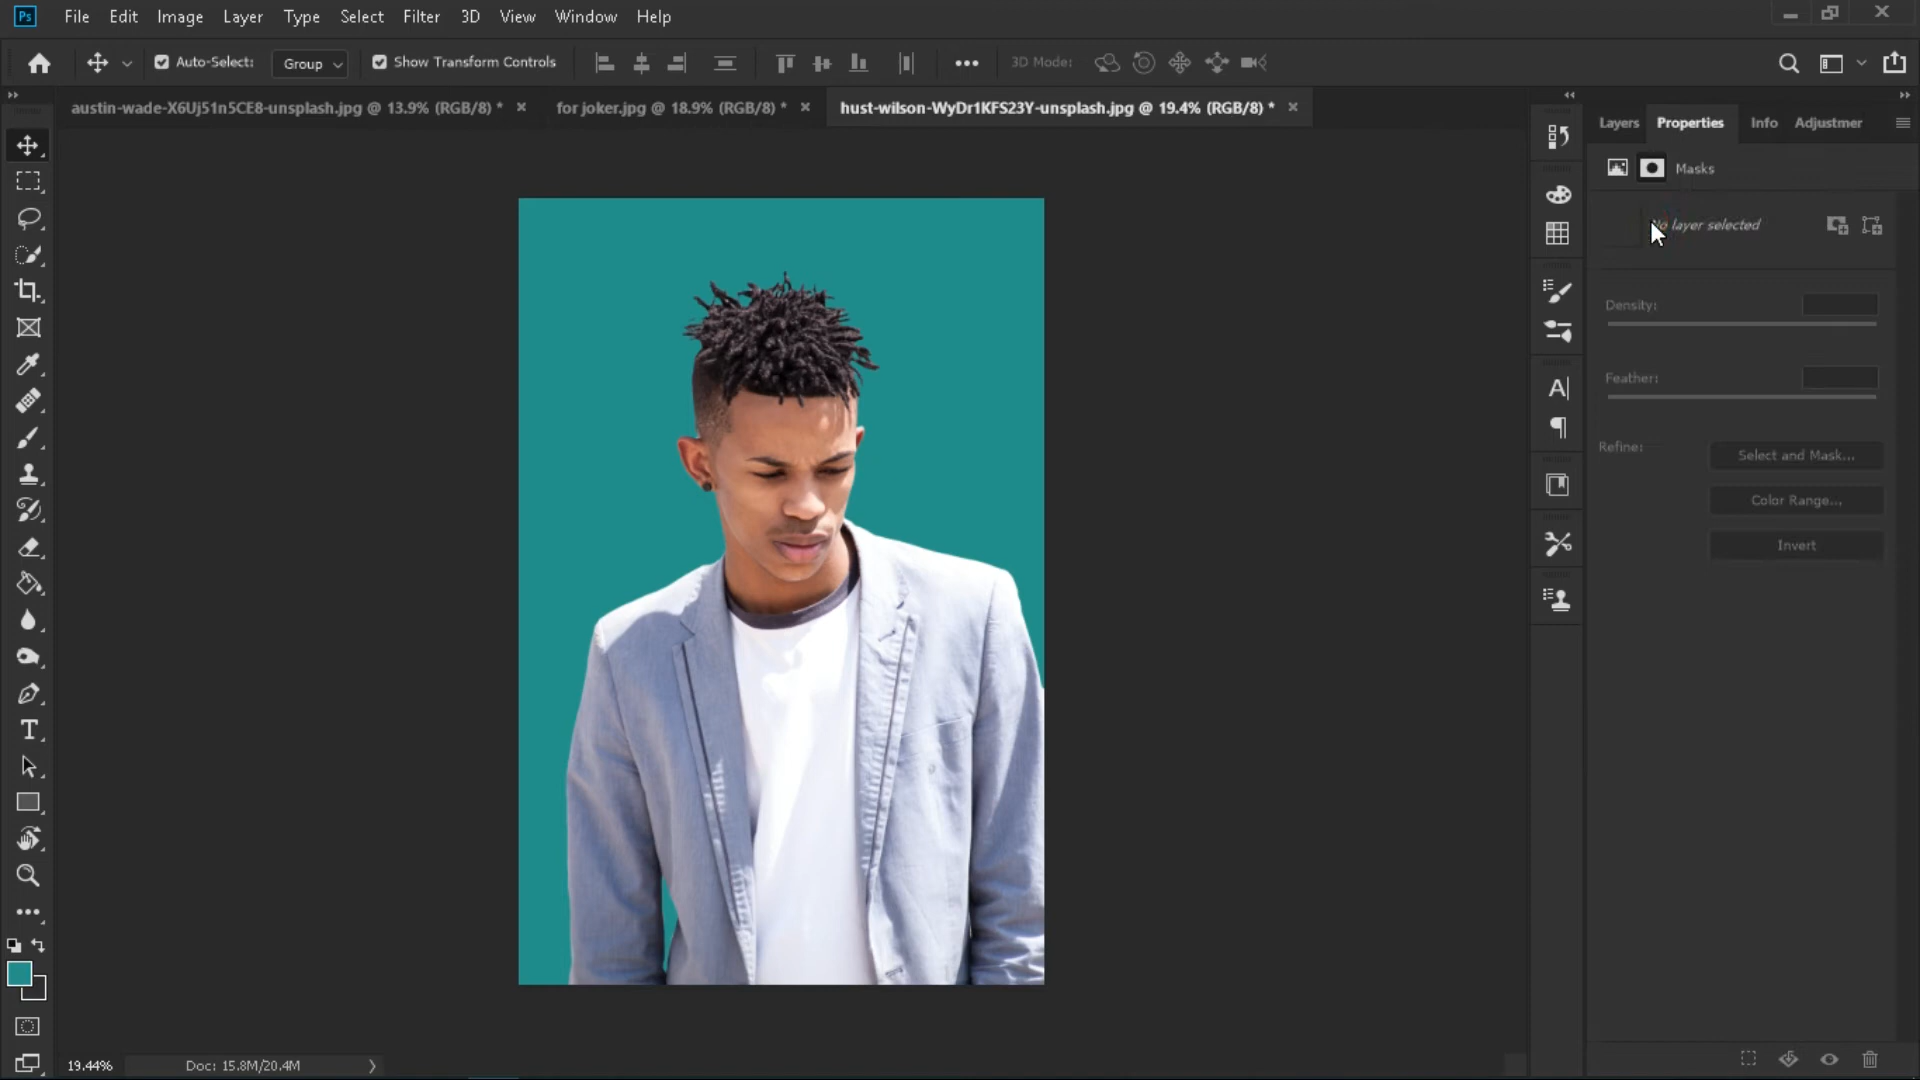 Ps File Edit Image Layer Type Select Filter 3D View Window Help
Auto-Select: Group Show Transform Controls 3D Mode:
austin-wade-X6Uj51n5CE8-unsplash.jpg @ 13.9% (RGB/8) * for joker.jpg @ 18.9% (RGB/8) * hust-wilson-WyDr1KFS23Y-unsplash.jpg @ 19.4% (RGB/8) *
Layers Properties Info Adjustmer
Masks
No layer selected
Density:
Feather:
Refine:
Select and Mask...
Color Range...
Invert
19.44% Doc: 15.8M/20.4M